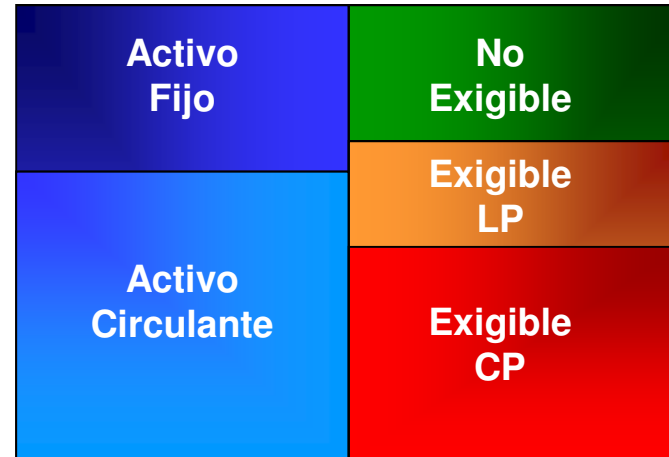 Activo
Fijo
No
Exigible
Exigible
LP
Activo
Circulante
Exigible
CP